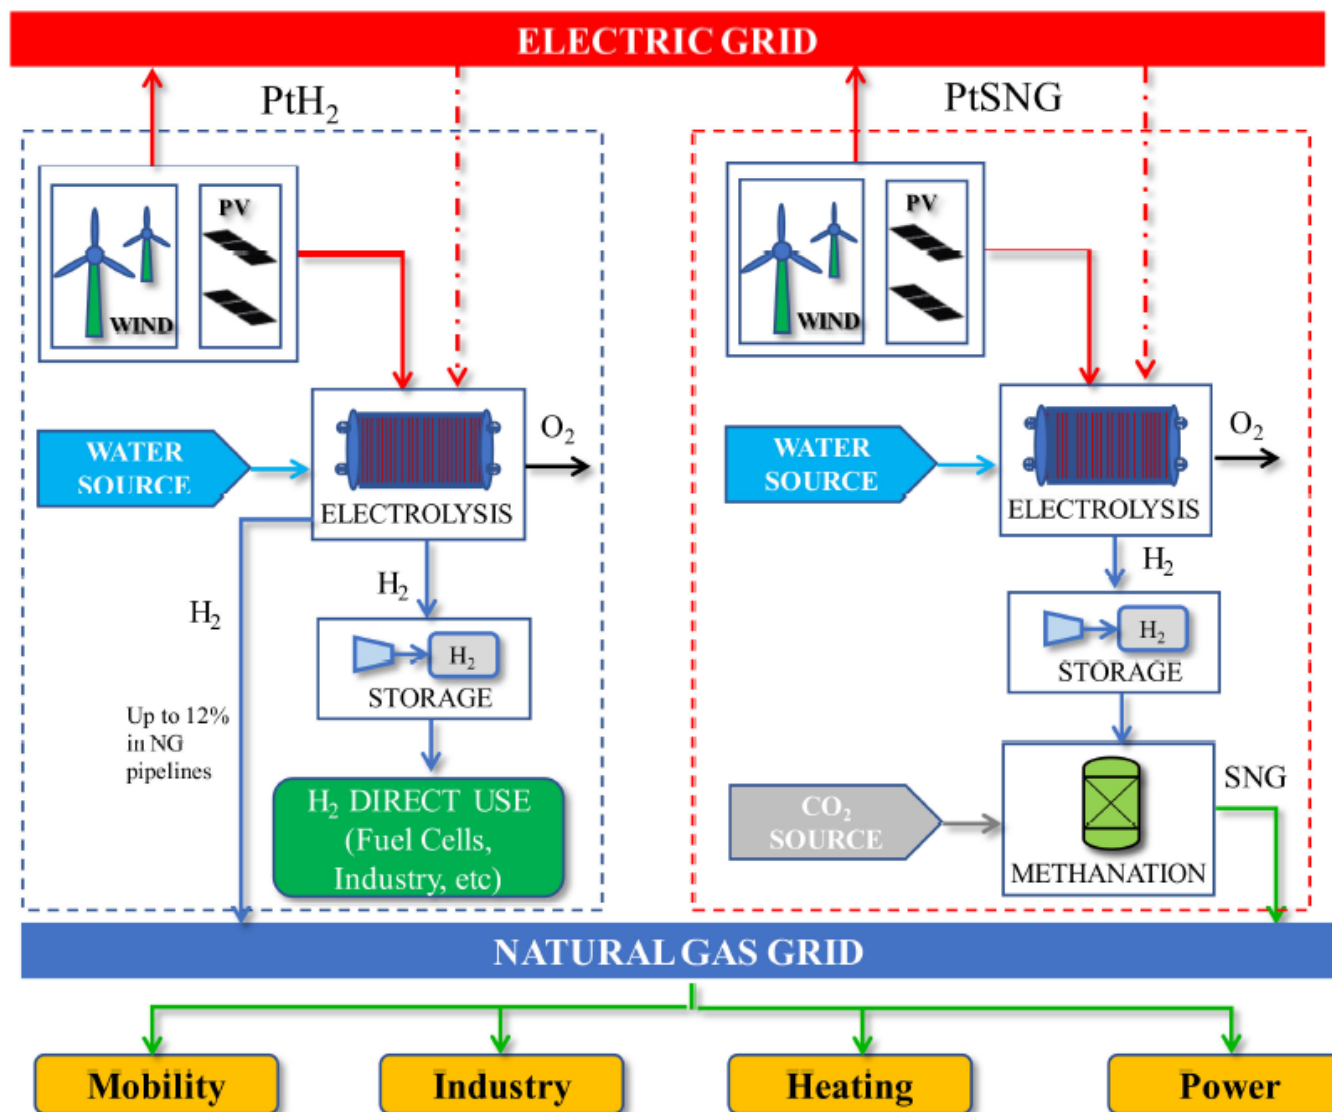 ELECTRIC GRID
PtH₂
PV
WIND
WATER
SOURCE
O₂
ELECTROLYSIS
H₂
H₂
H₂
STORAGE
Up to 12%
in NG
pipelines
H₂ DIRECT USE
(Fuel Cells,
Industry, etc)
PtSNG
PV
WIND
WATER
SOURCE
O₂
ELECTROLYSIS
H₂
H₂
STORAGE
CO₂
SOURCE
METHANATION
SNG
NATURAL GAS GRID
Mobility
Industry
Heating
Power